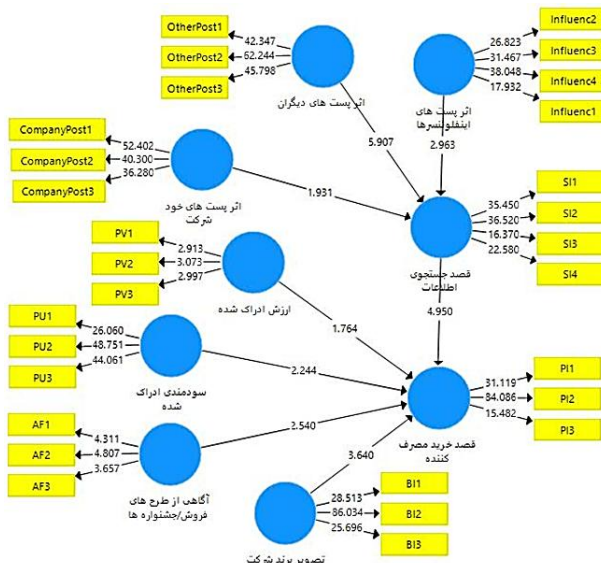 OtherPost1
OtherPost2
OtherPost3
42.347
62.244
45.798
اثر پست های دیگران
5.907
Influenc2
Influenc3
Influenc4
Influenc1
26.823
31.467
38.048
17.932
اثر پست های
اینفلوئنسرها
2.963
CompanyPost1
CompanyPost2
CompanyPost3
52.402
40.300
36.280
اثر پست های خود
شرکت
1.931
SI1
SI2
SI3
SI4
35.450
36.520
16.370
22.580
قصد جستجوی
اطلاعات
4.950
PV1
PV2
PV3
2.913
3.073
2.997
ارزش ادراک شده
1.764
PU1
PU2
PU3
26.060
48.751
44.061
سودمندی ادراک
شده
2.244
PI1
PI2
PI3
31.119
84.086
15.482
قصد خرید مصرف
کننده
AF1
AF2
AF3
4.311
4.807
3.657
آگاهی از طرح های
فروش/جشنواره ها
2.540
3.640
BI1
BI2
BI3
28.513
86.034
25.696
تصویر برند شرکت